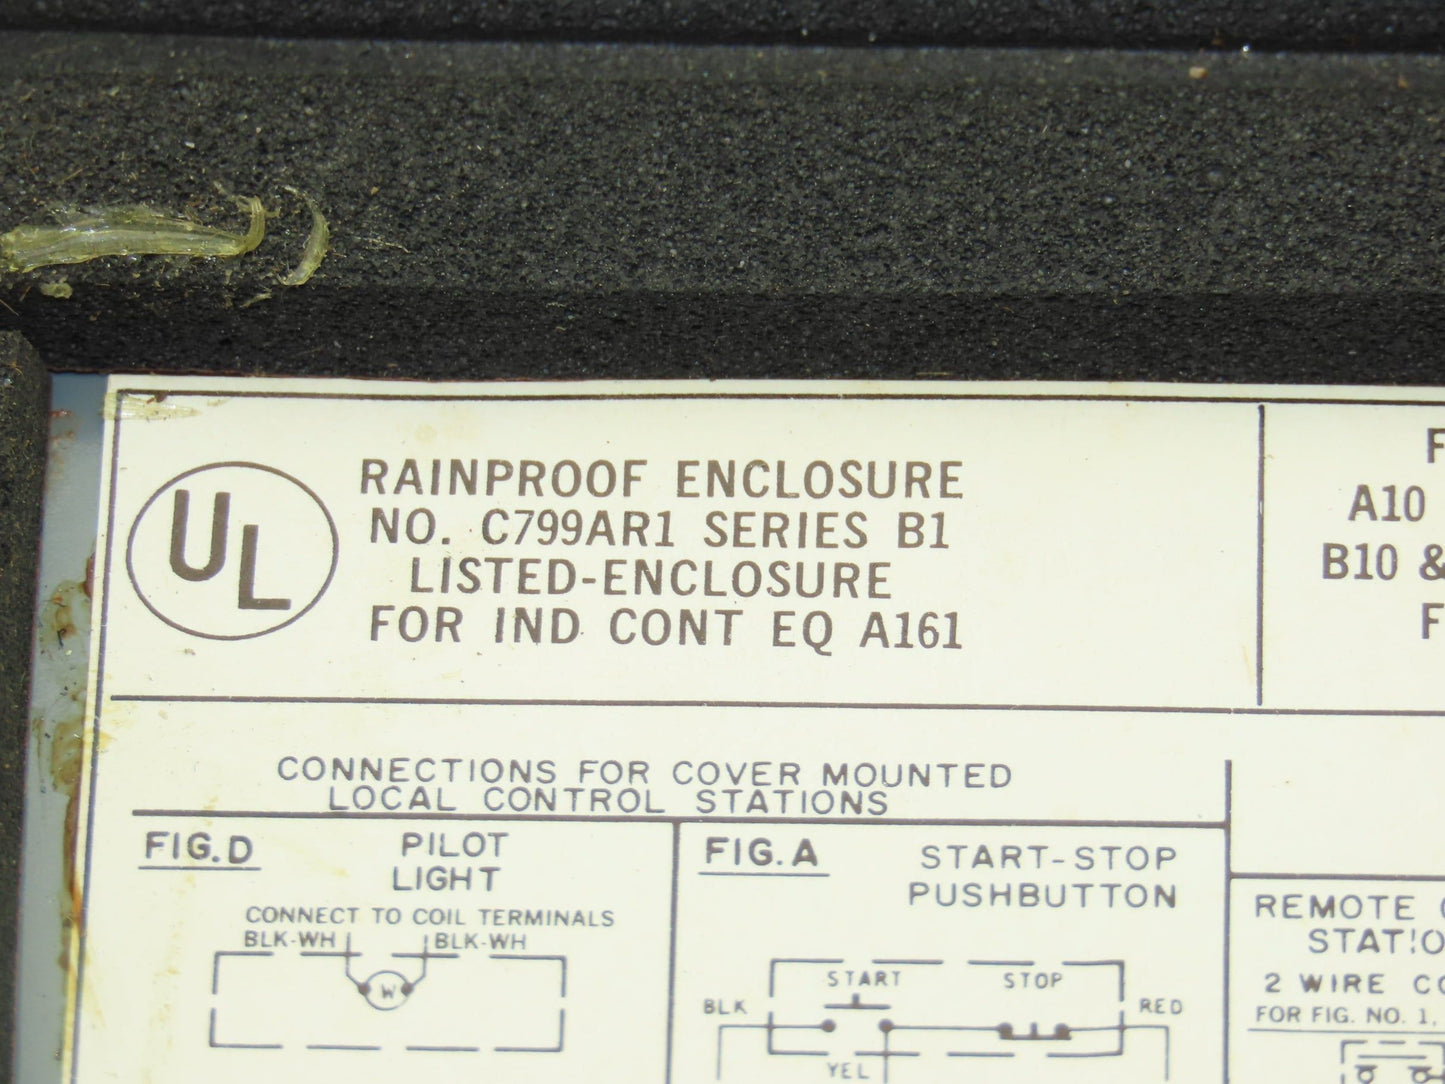 UL
RAINPROOF ENCLOSURE
NO. C799AR1 SERIES B1
LISTED-ENCLOSURE
FOR IND CONT EQ A161
F
A10
B10 &
F
CONNECTIONS FOR COVER MOUNTED
LOCAL CONTROL STATIONS
FIG.D
PILOT
LIGHT
CONNECT TO COIL TERMINALS
BLK-WH BLK-WH
W
FIG.A
START-STOP
PUSHBUTTON
START STOP
BLK RED
YEL
REMOTE
2 WIRE
FOR FIG. NO. 1,